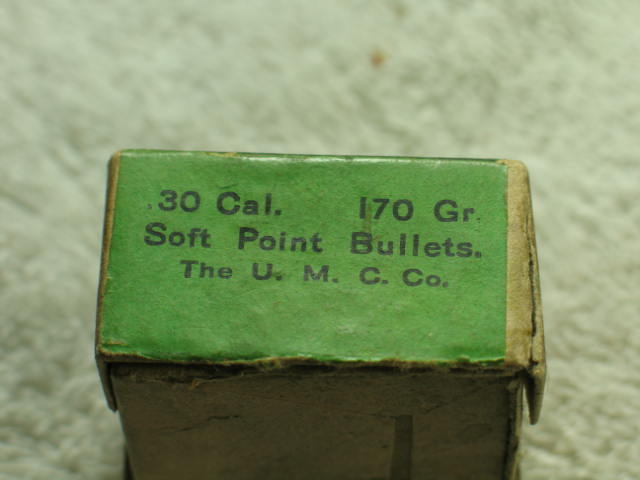 .30 Cal. 170 Gr.
Soft Point Bullets.
The U. M. C. Co.